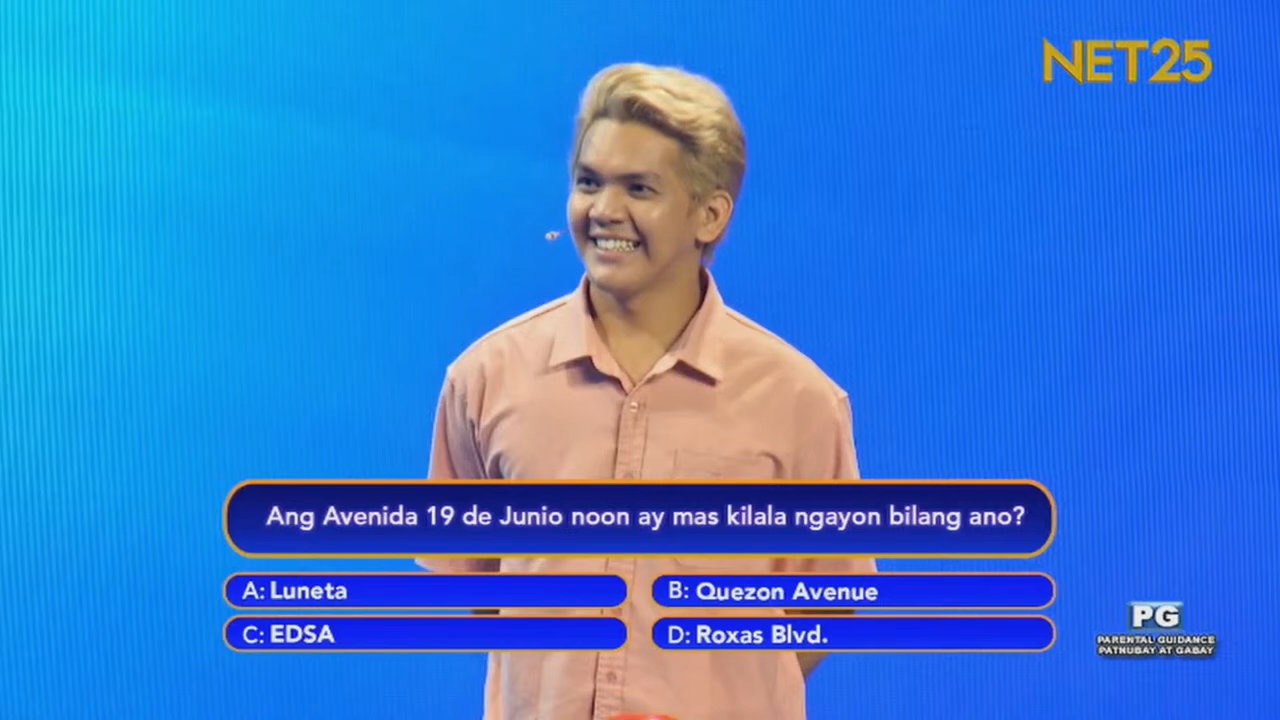 NET25
Ang Avenida 19 de Junio noon ay mas kilala ngayon bilang ano?
A: Luneta
B: Quezon Avenue
C: EDSA
D: Roxas Blvd.
PG
PARENTAL GUIDANCE
PATNUBAY AT GABAY